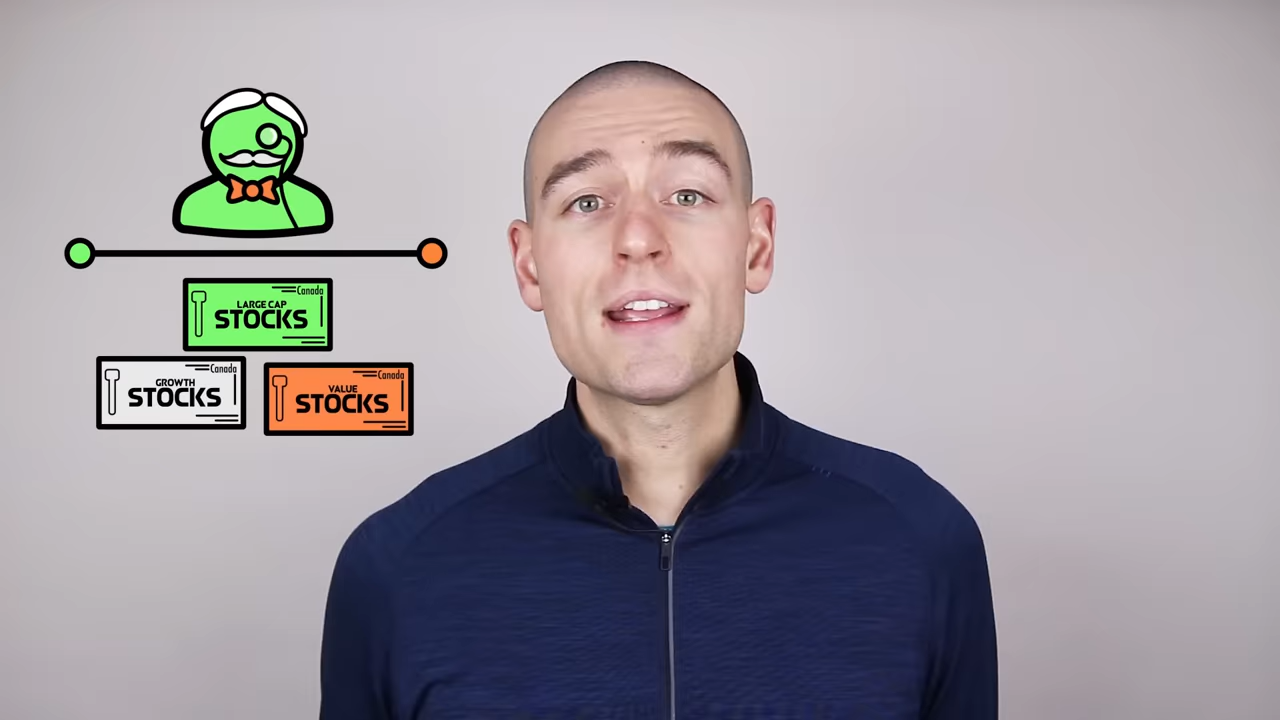 Canada
LARGE CAP
STOCKS
Canada
GROWTH
STOCKS
Canada
VALUE
STOCKS